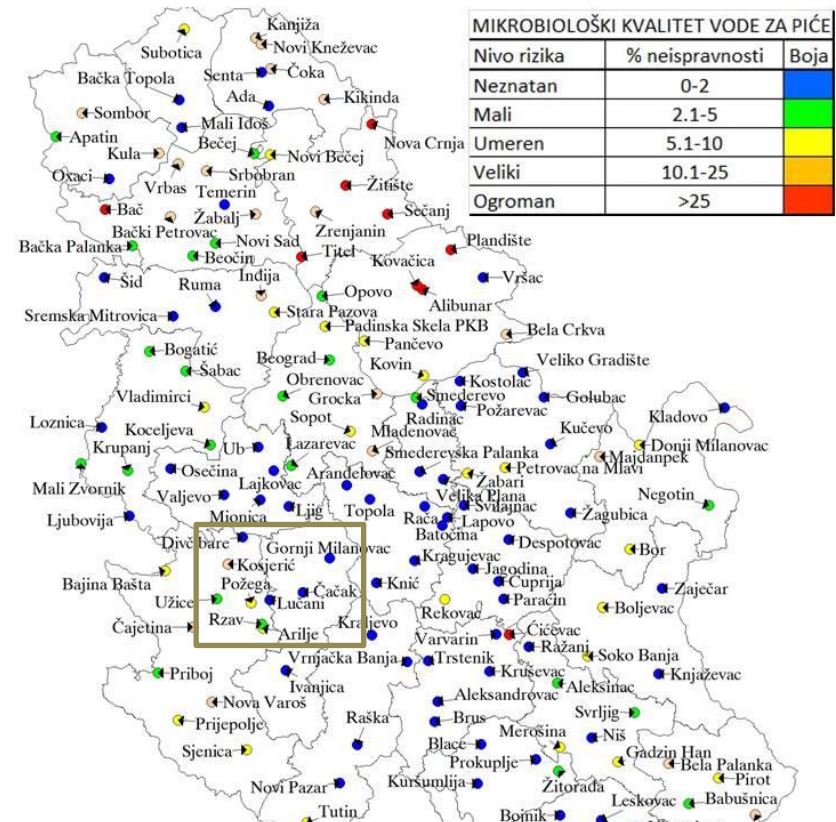 MIKROBIOLOŠKI KVALITET VODE ZA PIĆE
Nivo rizika % neispravnosti Boja
Neznatan 0-2
Mali 2.1-5
Umeren 5.1-10
Veliki 10.1-25
Ogroman >25
Kanjiža
Subotica
Novi Kneževac
Bačka Topola
Senta
Čoka
Ada
Kikinda
Sombor
Mali Iđoš
Apatin
Nova Crnja
Kula
Bečej
Novi Bečej
Oxaci
Vrbas
Srbobran
Temerin
Žitište
Bač
Žabalj
Sečanj
Bački Petrovac
Zrenjanin
Bačka Palanka
Novi Sad
Beočin
Titel
Plandište
Kovačica
Šid
Ruma
Inđija
Opovo
Alibunar
Vršac
Sremska Mitrovica
Stara Pazova
Padinska Skela PKB
Bela Crkva
Pančevo
Bogatić
Beograd
Kovin
Veliko Gradište
Šabac
Obrenovac
Kostolac
Vladimirci
Grocka
Smederevo
Golubac
Radinac
Požarevac
Kladovo
Loznica
Koceljeva
Sopot
Mladenovac
Kučevo
Krupanj
Ub
Lazarevac
Smederevska Palanka
Donji Milanovac
Majdanpek
Osečina
Aranđelovac
Petrovac na Mlavi
Mali Zvornik
Lajkovac
Žabari
Negotin
Valjevo
Velika Plana
Svilajnac
Ljubovija
Mionica
Ljig
Topola
Rača
Lapovo
Žagubica
Batočina
Divčibare
Gornji Milanovac
Despotovac
Bor
Kosjerić
Kragujevac
Bajina Bašta
Požega
Jagodina
Čačak
Knić
Ćuprija
Zaječar
Užice
Lučani
Paraćin
Rzav
Rekovac
Boljevac
Čajetina
Arilje
Kraljevo
Varvarin
Ćićevac
Ražanj
Vrnjačka Banja
Trstenik
Soko Banja
Priboj
Ivanjica
Kruševac
Knjaževac
Aleksandrovac
Aleksinac
Nova Varoš
Svrljig
Prijepolje
Raška
Brus
Merošina
Niš
Sjenica
Blace
Gadzin Han
Prokuplje
Bela Palanka
Novi Pazar
Kuršumlija
Žitorađa
Pirot
Leskovac
Babušnica
Tutin
Bojnik